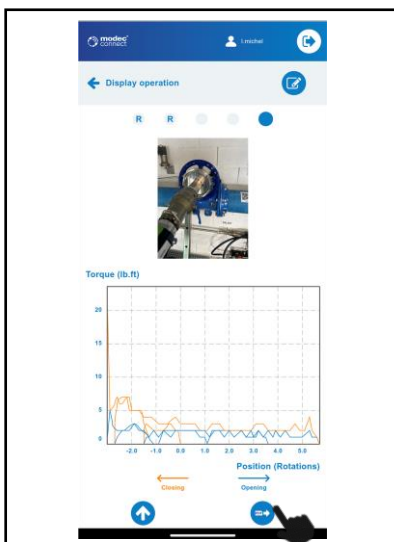 modec
connect
l.michel
Display operation
R R
Torque (lb.ft)
20
15
10
5
0
-2.0 -1.0 0.0 1.0 2.0 3.0 4.0 5.0
Position (Rotations)
Closing Opening